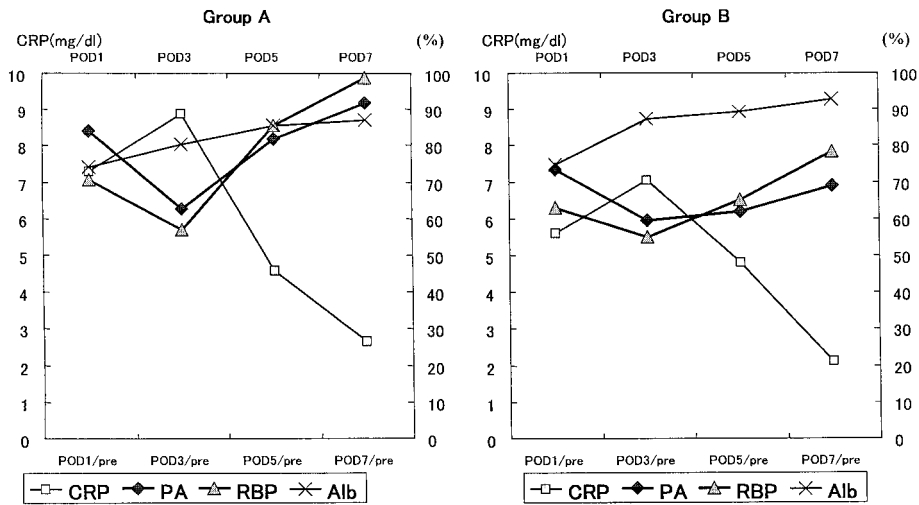 Group A
CRP(mg/dl) (%)
POD1 POD3 POD5 POD7
10 100
9 90
8 80
7 70
6 60
5 50
4 40
3 30
2 20
1 10
0 0
POD1/pre POD3/pre POD5/pre POD7/pre
CRP PA RBP Alb
Group B
CRP(mg/dl) (%)
POD1 POD3 POD5 POD7
10 100
9 90
8 80
7 70
6 60
5 50
4 40
3 30
2 20
1 10
0 0
POD1/pre POD3/pre POD5/pre POD7/pre
CRP PA RBP Alb